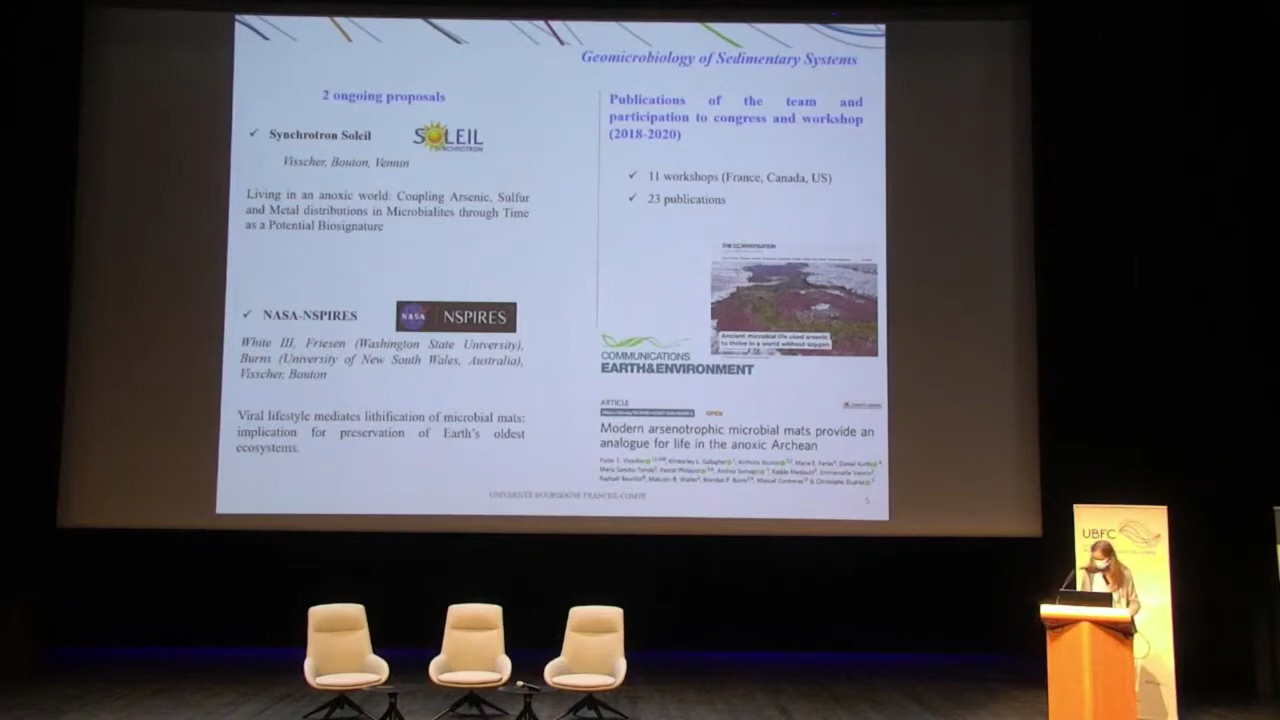 Geomicrobiology of Sedimentary Systems
2 ongoing proposals
✓ Synchrotron Soleil
SOLEIL
SYNCHROTRON
Visscher, Bouton, Vennin
Living in an anoxic world: Coupling Arsenic, Sulfur
and Metal distributions in Microbialites through Time
as a Potential Biosignature
✓ NASA-NSPIRES
NASA NSPIRES
White III, Friesen (Washington State University),
Burns (University of New South Wales, Australia),
Visscher, Bouton
Viral lifestyle mediates lithification of microbial mats:
implication for preservation of Earth's oldest
ecosystems.
Publications of the team and
participation to congress and workshop
(2018-2020)
✓ 11 workshops (France, Canada, US)
✓ 23 publications
THE CONVERSATION
Ancient microbial life used arsenic
to thrive in a world without oxygen
COMMUNICATIONS
EARTH&ENVIRONMENT
ARTICLE
OPEN
Modern arsenotrophic microbial mats provide an
analogue for life in the anoxic Archean
UNIVERSITÉ BOURGOGNE FRANCHE-COMTÉ
UBFC